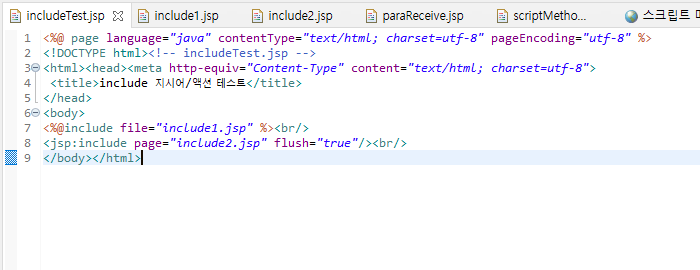 includeTest.jsp include1.jsp include2.jsp paraReceive.jsp scriptMetho... 스크립트
1 <%@ page language="java" contentType="text/html; charset=utf-8" pageEncoding="utf-8" %>
2 <!DOCTYPE html><!-- includeTest.jsp -->
3 <html><head><meta http-equiv="Content-Type" content="text/html; charset=utf-8">
4 <title>include 지시어/액션 테스트</title>
5 </head>
6 <body>
7 <%@include file="include1.jsp" %><br/>
8 <jsp:include page="include2.jsp" flush="true"/><br/>
9 </body></html>